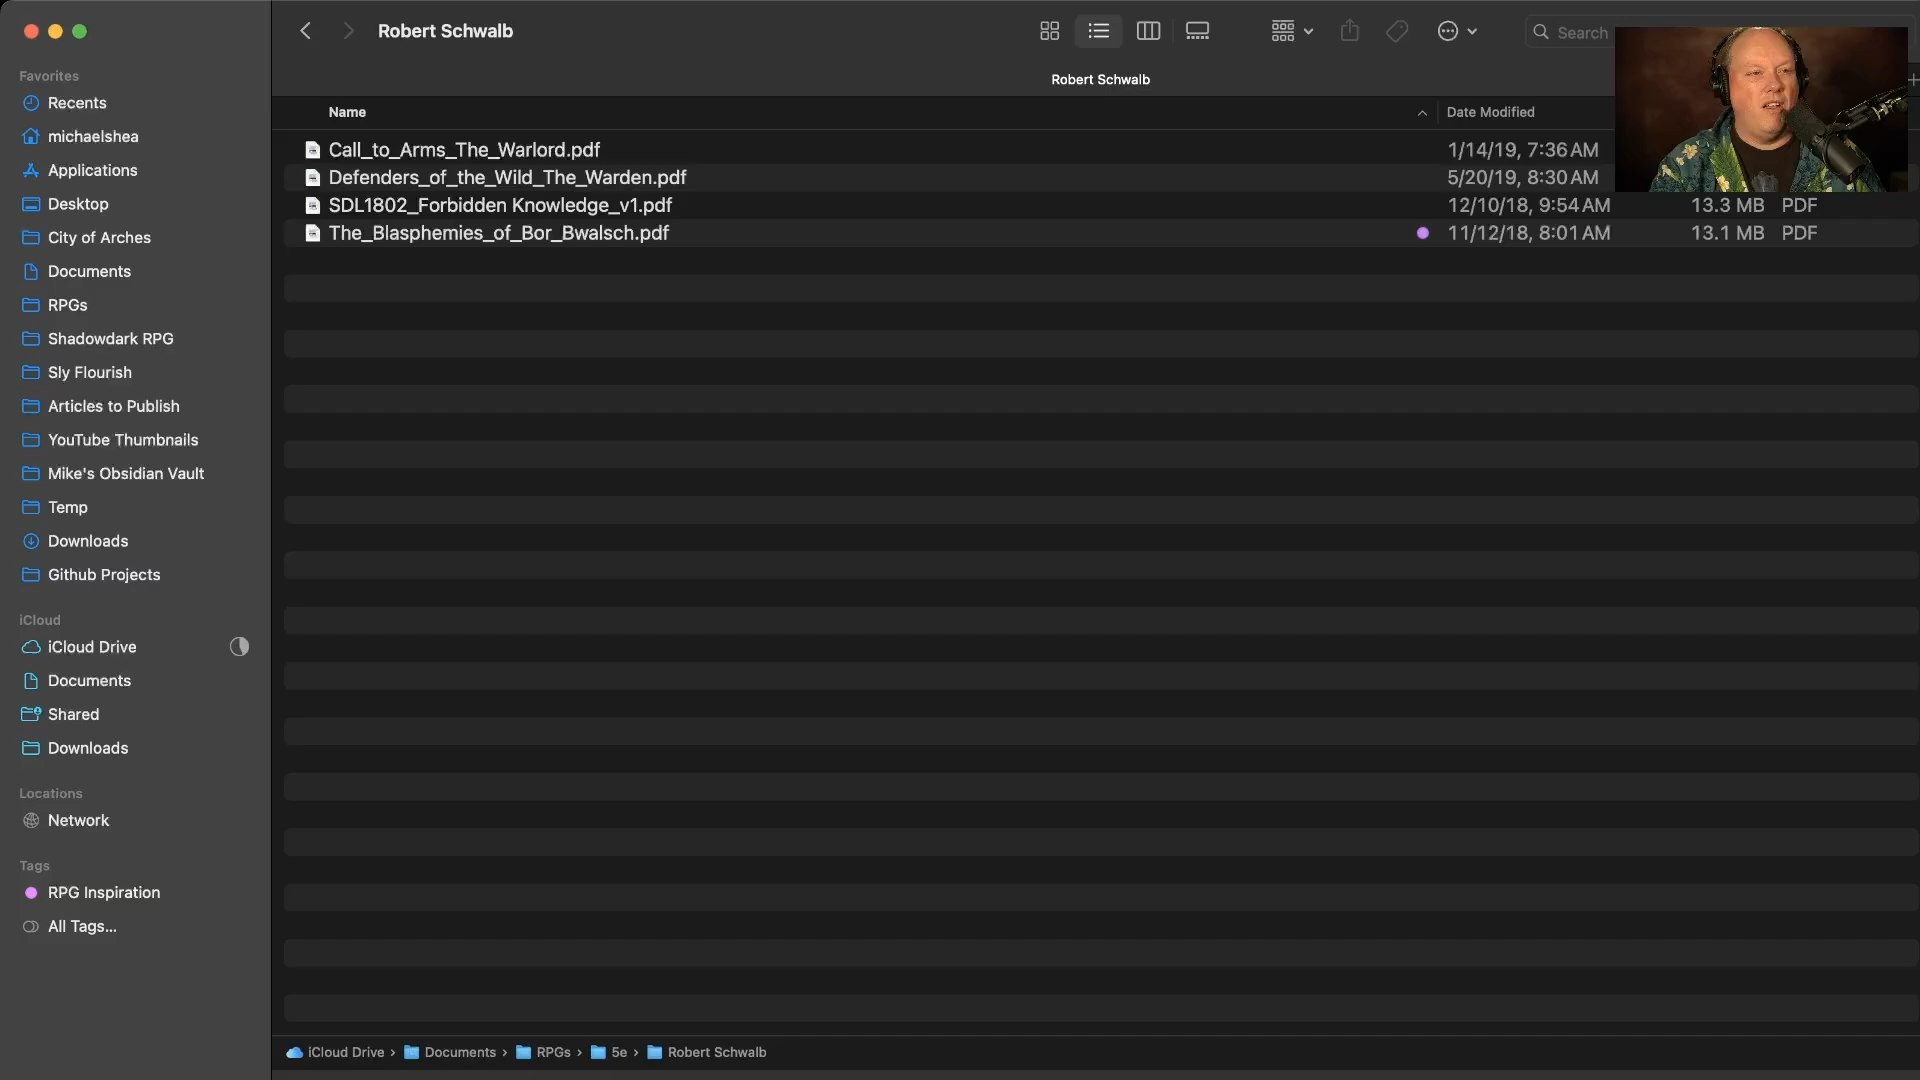 Robert Schwalb
Search
Robert Schwalb
Name
Date Modified
Call_to_Arms_The_Warlord.pdf
1/14/19, 7:36 AM
Defenders_of_the_Wild_The_Warden.pdf
5/20/19, 8:30 AM
SDL1802_Forbidden Knowledge_v1.pdf
12/10/18, 9:54 AM
13.3 MB
PDF
The_Blasphemies_of_Bor_Bwalsch.pdf
11/12/18, 8:01 AM
13.1 MB
PDF
Favorites
Recents
michaelshea
Applications
Desktop
City of Arches
Documents
RPGs
Shadowdark RPG
Sly Flourish
Articles to Publish
YouTube Thumbnails
Mike's Obsidian Vault
Temp
Downloads
Github Projects
iCloud
iCloud Drive
Documents
Shared
Downloads
Locations
Network
Tags
RPG Inspiration
All Tags...
iCloud Drive › Documents › RPGs › 5e › Robert Schwalb